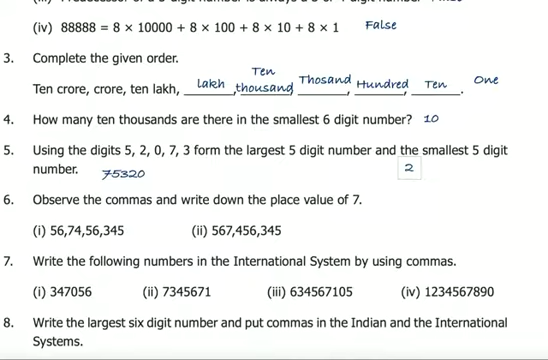 (iv) 88888 = 8 × 10000 + 8 × 100 + 8 × 10 + 8 × 1 False
3. Complete the given order.
Ten crore, crore, ten lakh, lakh, Ten thousand, Thosand, Hundred, Ten. One
4. How many ten thousands are there in the smallest 6 digit number? 10
5. Using the digits 5, 2, 0, 7, 3 form the largest 5 digit number and the smallest 5 digit
number. 75320 2
6. Observe the commas and write down the place value of 7.
(i) 56,74,56,345 (ii) 567,456,345
7. Write the following numbers in the International System by using commas.
(i) 347056 (ii) 7345671 (iii) 634567105 (iv) 1234567890
8. Write the largest six digit number and put commas in the Indian and the International
Systems.